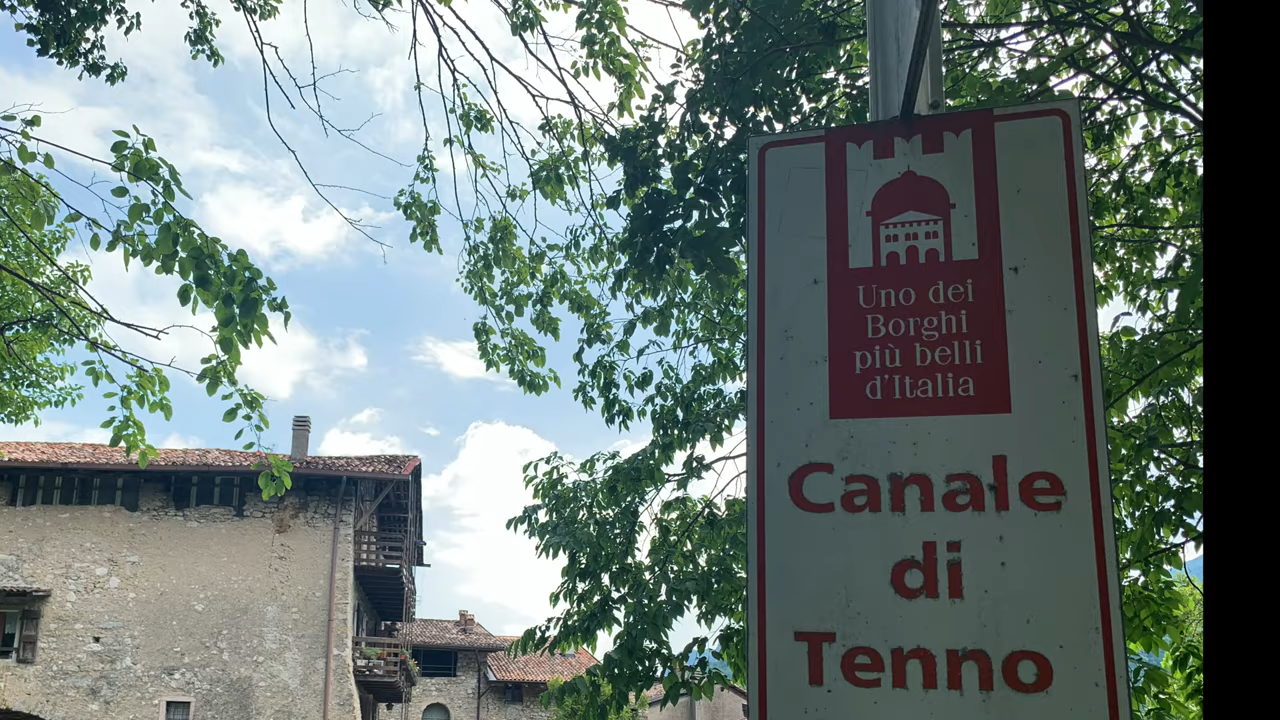 Uno dei
Borghi
più belli
d'Italia
Canale
di
Tenno